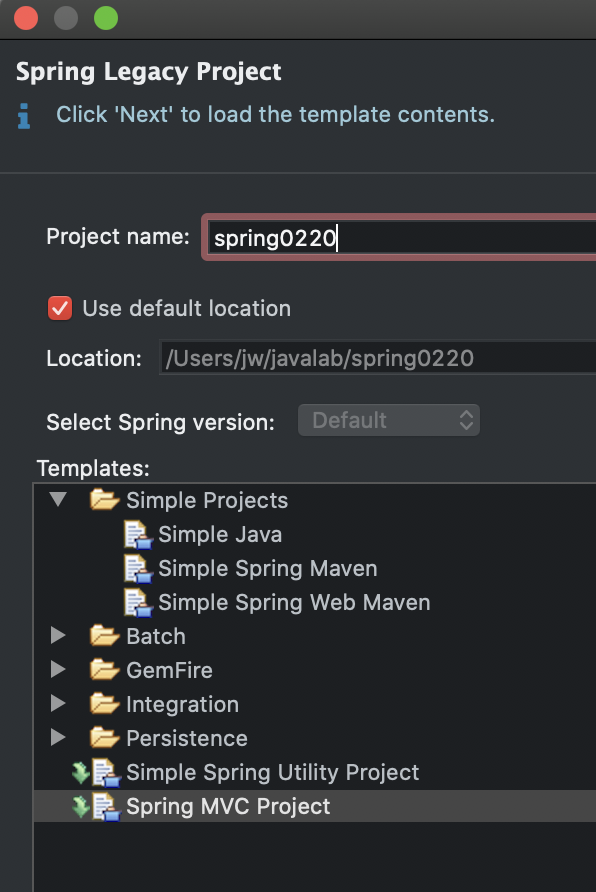 Spring Legacy Project
Click 'Next' to load the template contents.
Project name: spring0220
Use default location
Location: /Users/jw/javalab/spring0220
Select Spring version: Default
Templates:
Simple Projects
Simple Java
Simple Spring Maven
Simple Spring Web Maven
Batch
GemFire
Integration
Persistence
Simple Spring Utility Project
Spring MVC Project